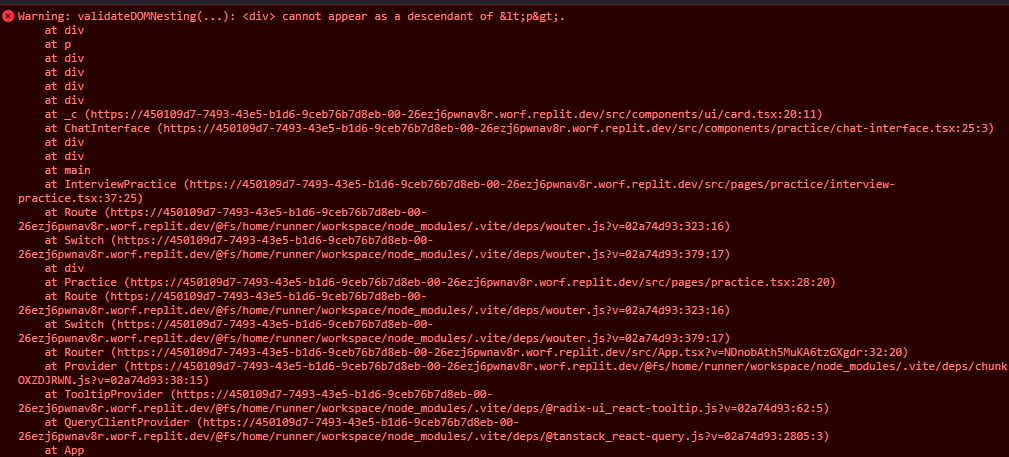 Warning: validateDOMNesting(...): <div> cannot appear as a descendant of &lt;p&gt;.
at div
at p
at div
at div
at div
at div
at _c (https://450109d7-7493-43e5-b1d6-9ceb76b7d8eb-00-26ezj6pwnav8r.worf.replit.dev/src/components/ui/card.tsx:20:11)
at ChatInterface (https://450109d7-7493-43e5-b1d6-9ceb76b7d8eb-00-26ezj6pwnav8r.worf.replit.dev/src/components/practice/chat-interface.tsx:25:3)
at div
at div
at main
at InterviewPractice (https://450109d7-7493-43e5-b1d6-9ceb76b7d8eb-00-26ezj6pwnav8r.worf.replit.dev/src/pages/practice/interview-
practice.tsx:37:25)
at Route (https://450109d7-7493-43e5-b1d6-9ceb76b7d8eb-00-
26ezj6pwnav8r.worf.replit.dev/@fs/home/runner/workspace/node_modules/.vite/deps/wouter.js?v=02a74d93:323:16)
at Switch (https://450109d7-7493-43e5-b1d6-9ceb76b7d8eb-00-
26ezj6pwnav8r.worf.replit.dev/@fs/home/runner/workspace/node_modules/.vite/deps/wouter.js?v=02a74d93:379:17)
at div
at Practice (https://450109d7-7493-43e5-b1d6-9ceb76b7d8eb-00-26ezj6pwnav8r.worf.replit.dev/src/pages/practice.tsx:28:20)
at Route (https://450109d7-7493-43e5-b1d6-9ceb76b7d8eb-00-
26ezj6pwnav8r.worf.replit.dev/@fs/home/runner/workspace/node_modules/.vite/deps/wouter.js?v=02a74d93:323:16)
at Switch (https://450109d7-7493-43e5-b1d6-9ceb76b7d8eb-00-
26ezj6pwnav8r.worf.replit.dev/@fs/home/runner/workspace/node_modules/.vite/deps/wouter.js?v=02a74d93:379:17)
at Router (https://450109d7-7493-43e5-b1d6-9ceb76b7d8eb-00-26ezj6pwnav8r.worf.replit.dev/src/App.tsx?v=NDnobAth5MuKA6tzGXgdr:32:20)
at Provider (https://450109d7-7493-43e5-b1d6-9ceb76b7d8eb-00-26ezj6pwnav8r.worf.replit.dev/@fs/home/runner/workspace/node_modules/.vite/deps/chunk
OXZDJRWN.js?v=02a74d93:38:15)
at TooltipProvider (https://450109d7-7493-43e5-b1d6-9ceb76b7d8eb-00-
26ezj6pwnav8r.worf.replit.dev/@fs/home/runner/workspace/node_modules/.vite/deps/@radix-ui_react-tooltip.js?v=02a74d93:62:5)
at QueryClientProvider (https://450109d7-7493-43e5-b1d6-9ceb76b7d8eb-00-
26ezj6pwnav8r.worf.replit.dev/@fs/home/runner/workspace/node_modules/.vite/deps/@tanstack_react-query.js?v=02a74d93:2805:3)
at App